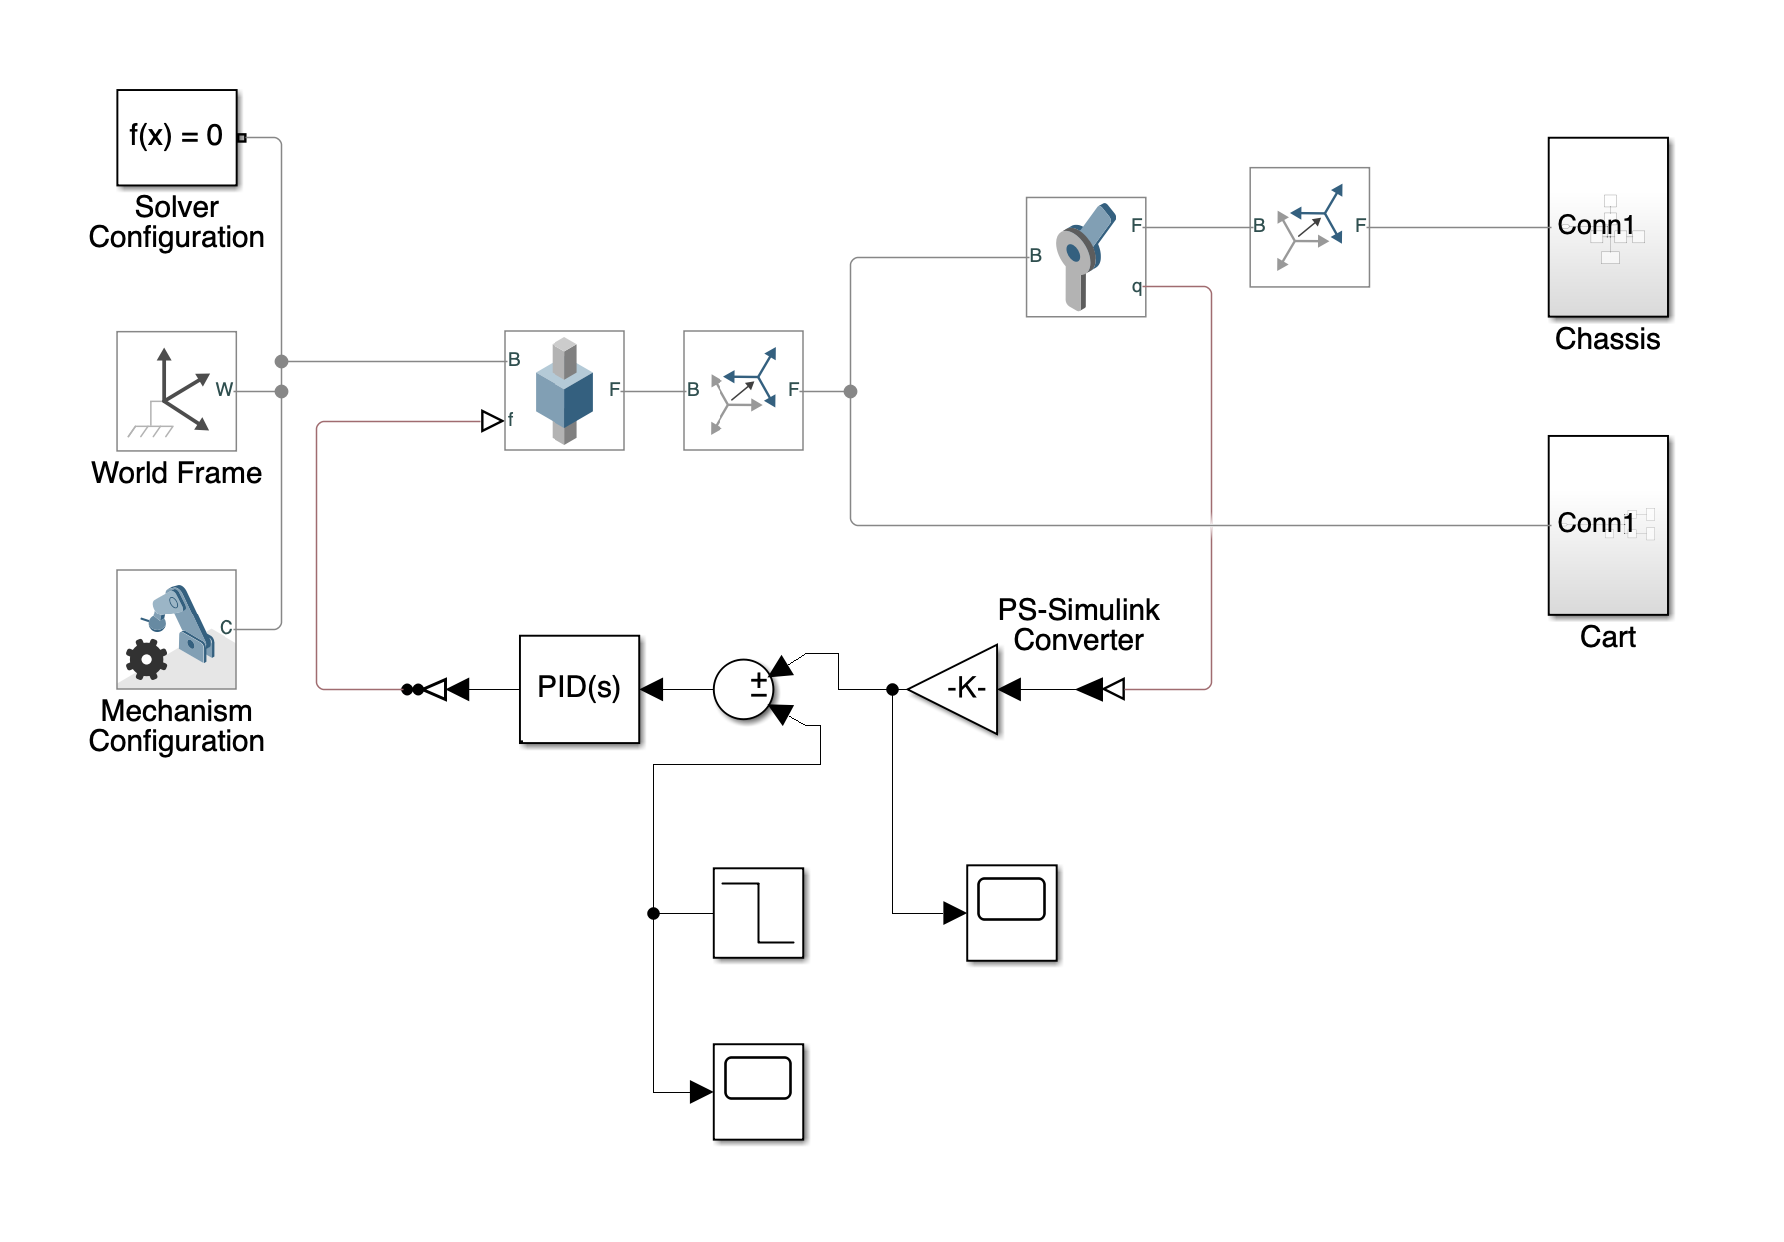 f(x) = 0
Solver
Configuration
W
World Frame
C
Mechanism
Configuration
B
F
f
B
F
B
F
q
B
F
Conn1
Chassis
Conn1
Cart
PS-Simulink
Converter
-K-
±
PID(s)